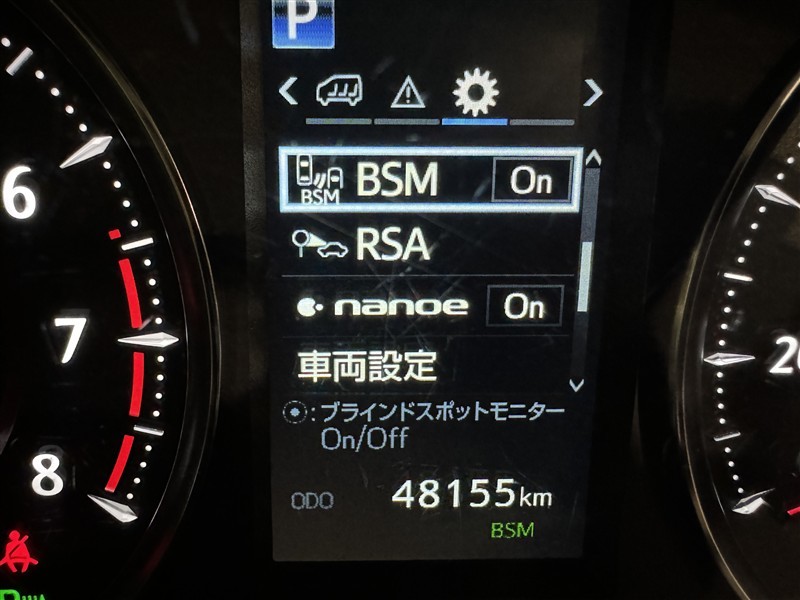 P
BSM BSM On
RSA
nanoe On
車両設定
: ブラインドスポットモニター
On/Off
ODO 48155km
BSM
6
7
8
20